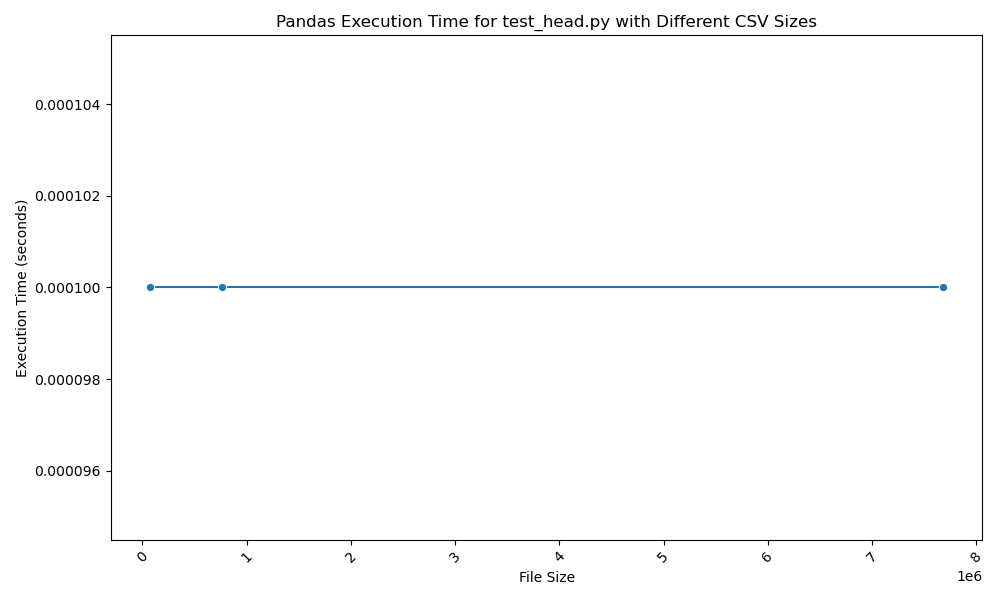 Pandas Execution Time for test_head.py with Different CSV Sizes
Execution Time (seconds)
0.000104
0.000102
0.000100
0.000098
0.000096
0 1 2 3 4 5 6 7 8
1e6
File Size